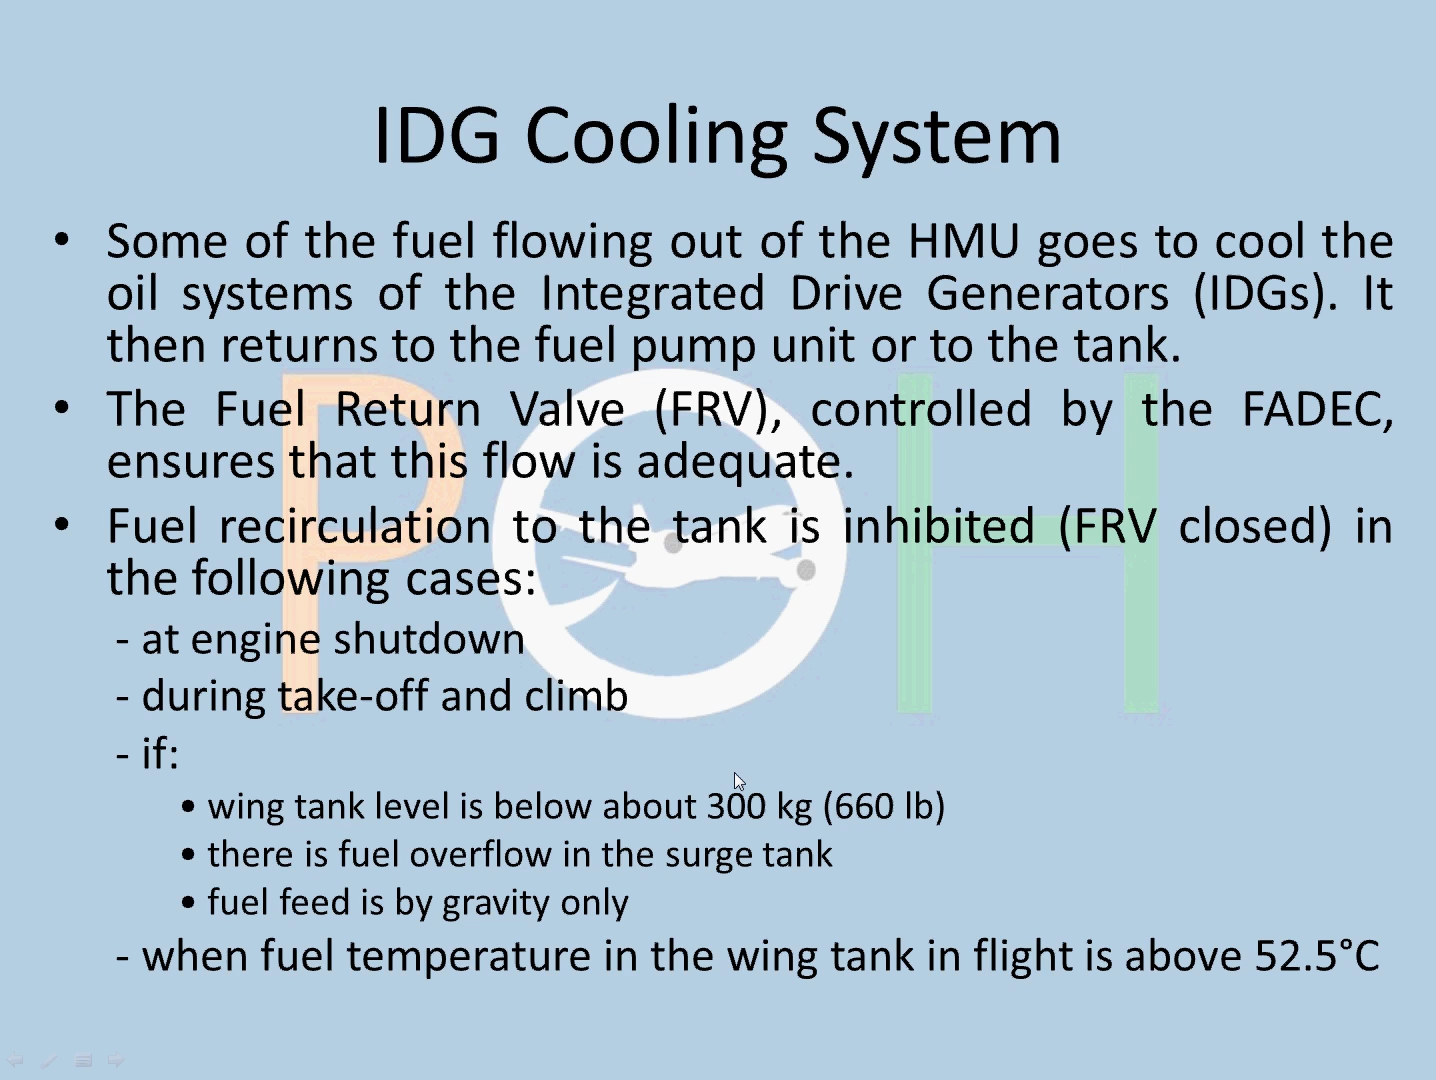 IDG Cooling System
• Some of the fuel flowing out of the HMU goes to cool the
oil systems of the Integrated Drive Generators (IDGs). It
then returns to the fuel pump unit or to the tank.
• The Fuel Return Valve (FRV), controlled by the FADEC,
ensures that this flow is adequate.
• Fuel recirculation to the tank is inhibited (FRV closed) in
the following cases:
- at engine shutdown
- during take-off and climb
- if:
• wing tank level is below about 300 kg (660 lb)
• there is fuel overflow in the surge tank
• fuel feed is by gravity only
- when fuel temperature in the wing tank in flight is above 52.5°C
P O H